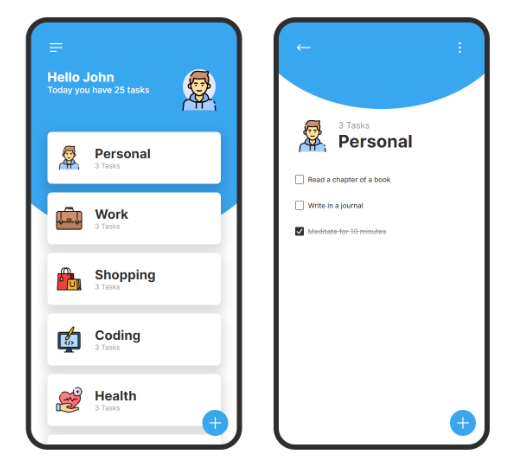 Hello John
Today you have 25 tasks
Personal
3 Tasks
Work
3 Tasks
Shopping
3 Tasks
Coding
3 Tasks
Health
3 Tasks
3 Tasks
Personal
Read a chapter of a book
Write in a journal
Meditate for 10 minutes